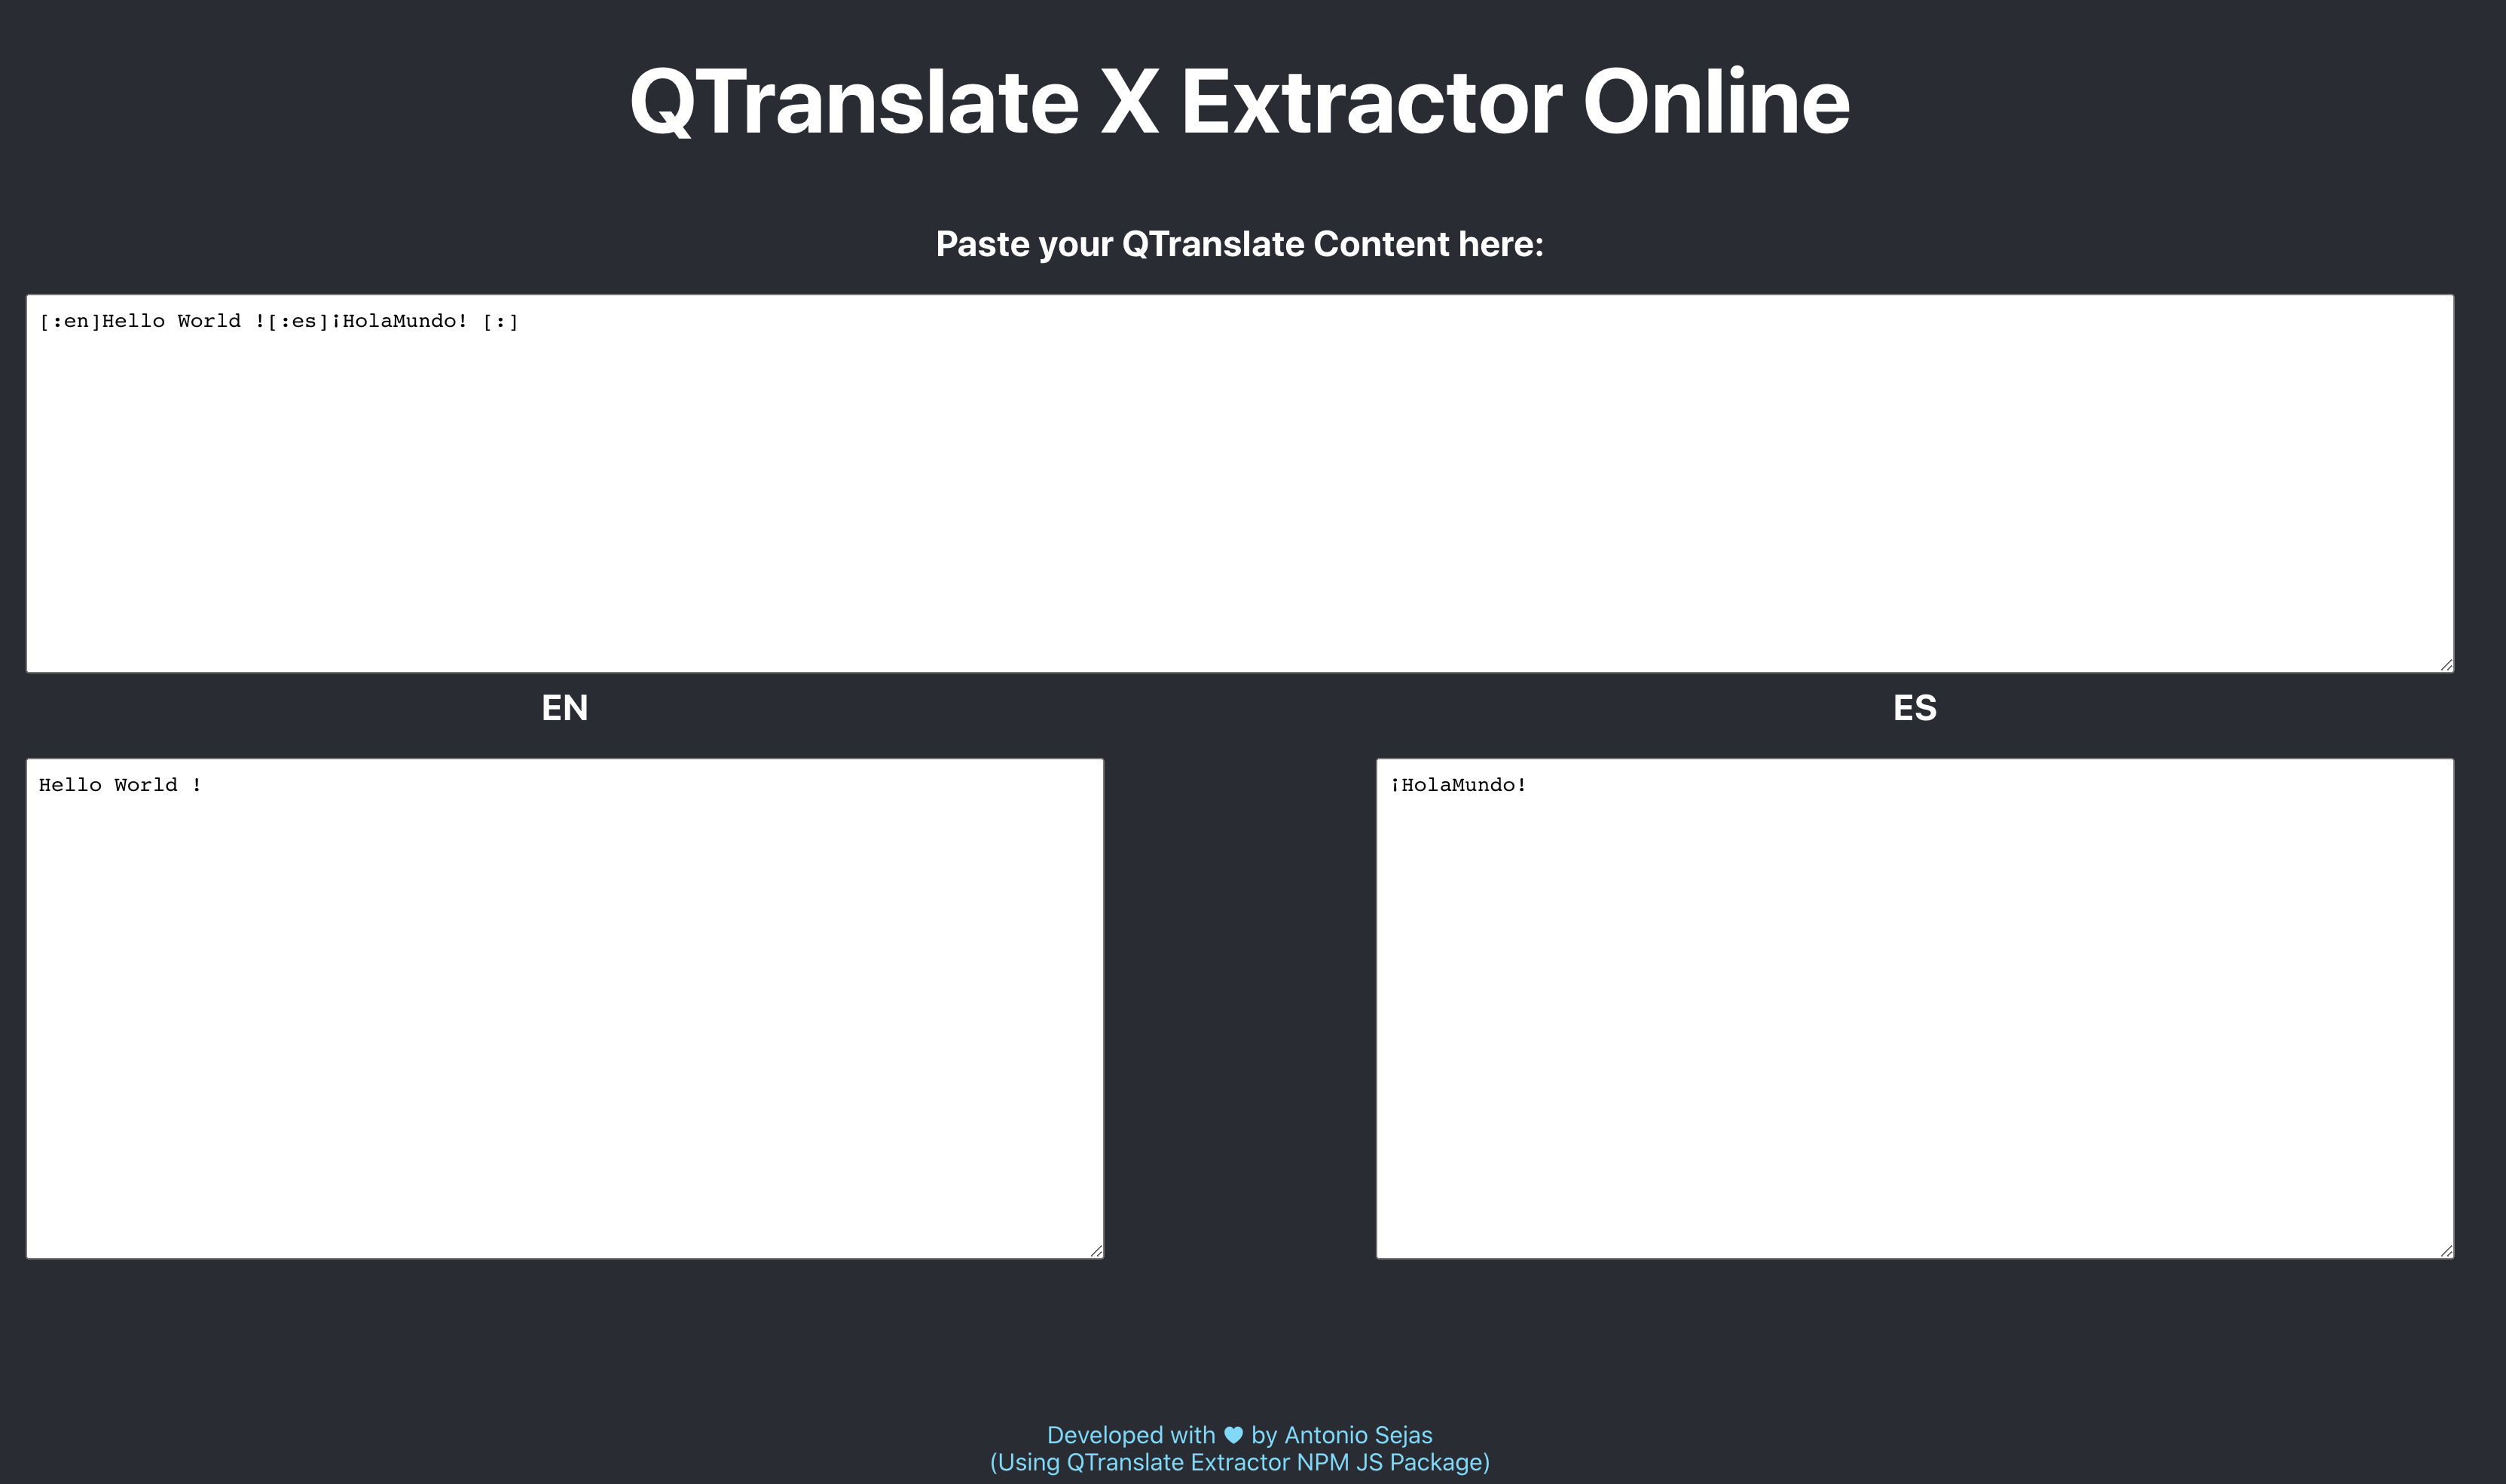 QTranslate X Extractor Online
Paste your QTranslate Content here:
[:en]Hello World ![:es]¡HolaMundo! [:]
EN
ES
Hello World !
¡HolaMundo!
Developed with ♥ by Antonio Sejas
(Using QTranslate Extractor NPM JS Package)